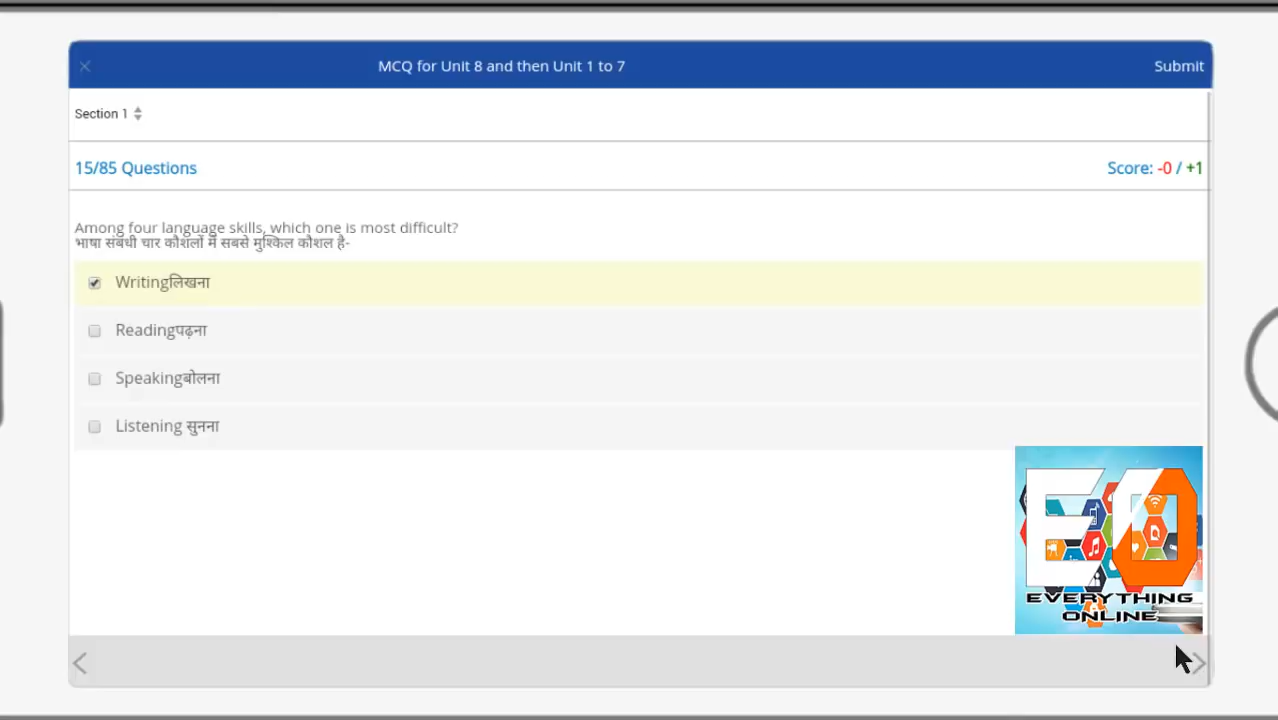 MCQ for Unit 8 and then Unit 1 to 7
Submit
Section 1
15/85 Questions
Score: -0 / +1
Among four language skills, which one is most difficult?
भाषा संबंधी चार कौशलों में सबसे मुश्किल कौशल है-
Writingलिखना
Readingपढ़ना
Speakingबोलना
Listening सुनना
EO
EVERYTHING
ONLINE